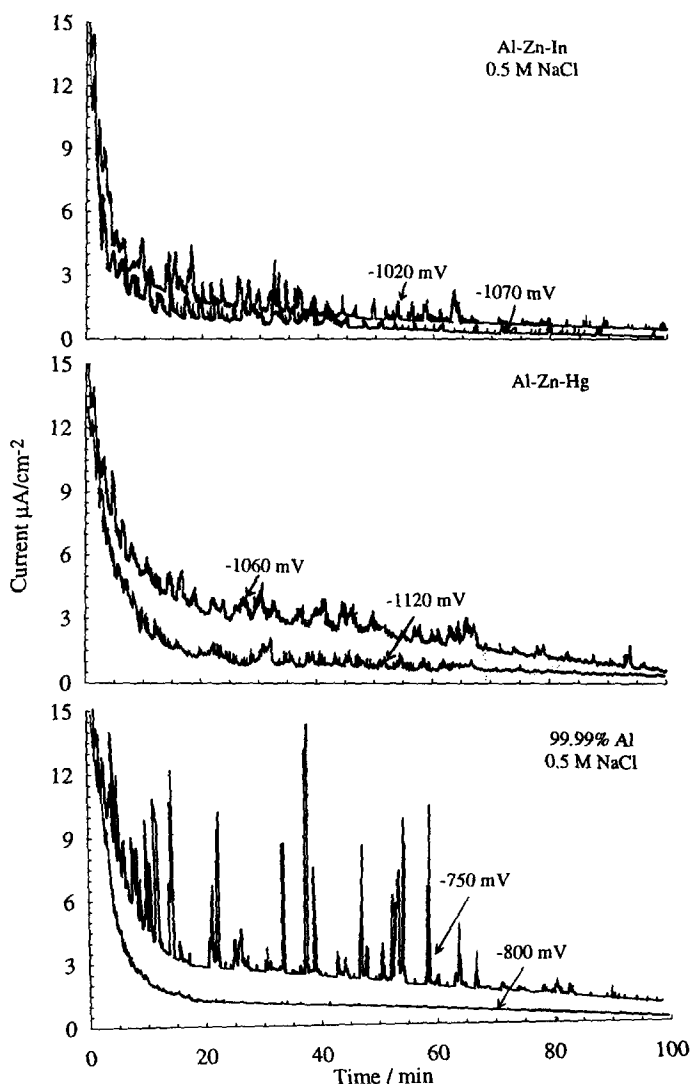 15
Al-Zn-In
0.5 M NaCl
12
9
6
3
-1020 mV
-1070 mV
0
15
Al-Zn-Hg
12
9
Current μA/cm-2
6
-1060 mV
-1120 mV
3
0
15
99.99% Al
0.5 M NaCl
12
9
-750 mV
6
-800 mV
3
0
0 20 40 60 80 100
Time / min